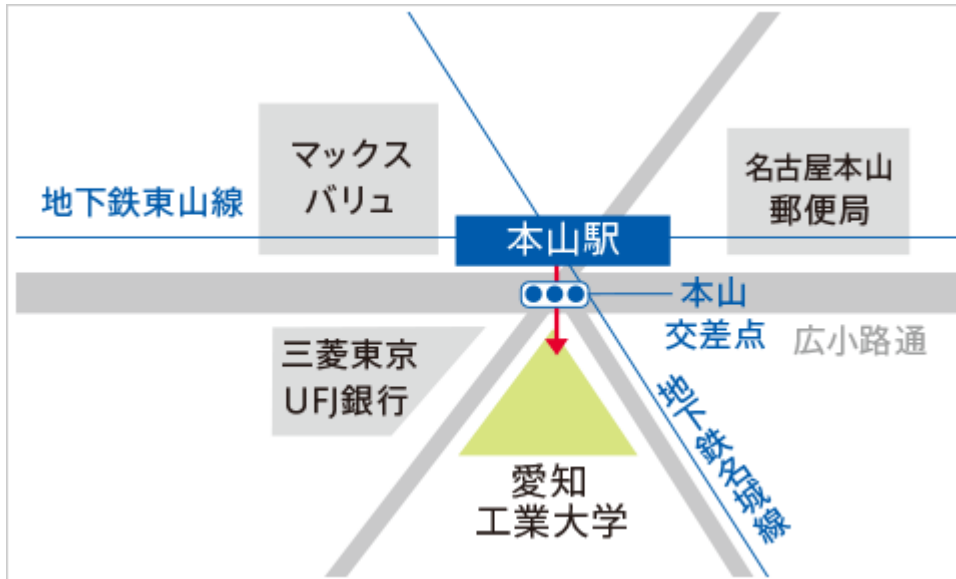 マックス
バリュ
名古屋本山
郵便局
地下鉄東山線
本山駅
本山
交差点
広小路通
三菱東京
UFJ銀行
地下鉄名城線
愛知
工業大学